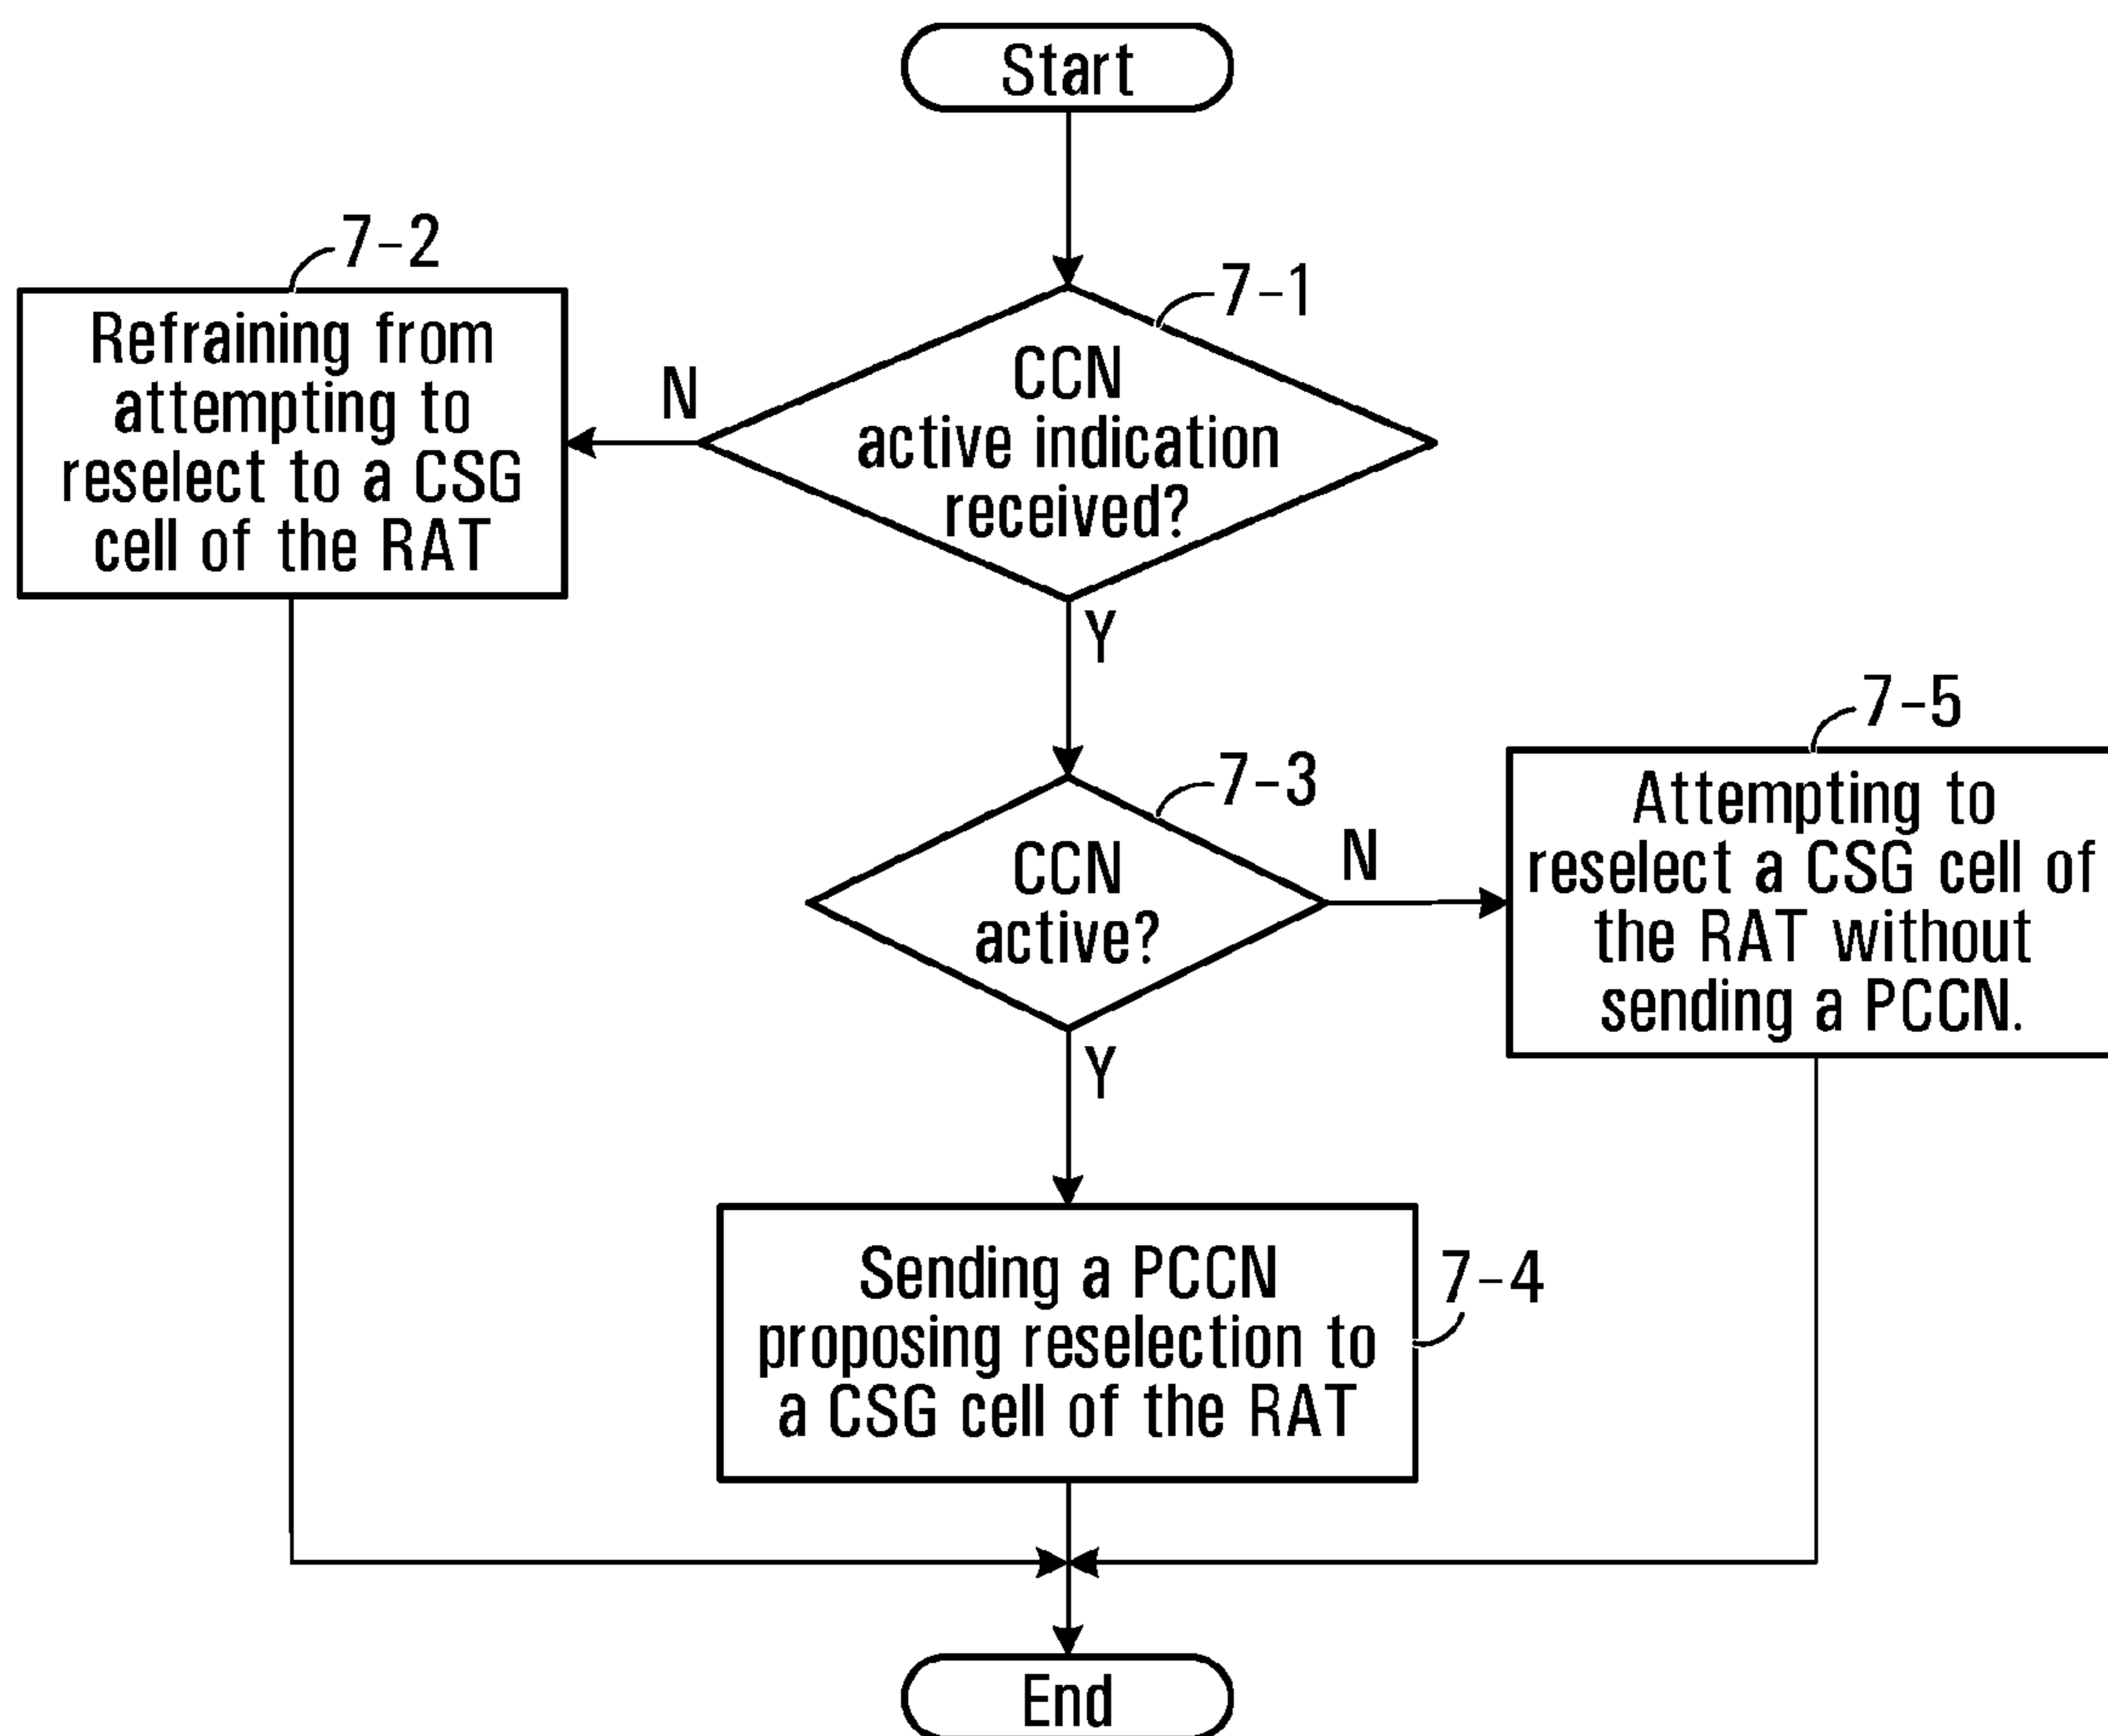 Start
7-2
Refraining from
attempting to
reselect to a CSG
cell of the RAT
N
7-1
CCN
active indication
received?
Y
7-3
CCN
active?
N
7-5
Attempting to
reselect a CSG cell of
the RAT without
sending a PCCN.
Y
Sending a PCCN
proposing reselection to
a CSG cell of the RAT
7-4
End